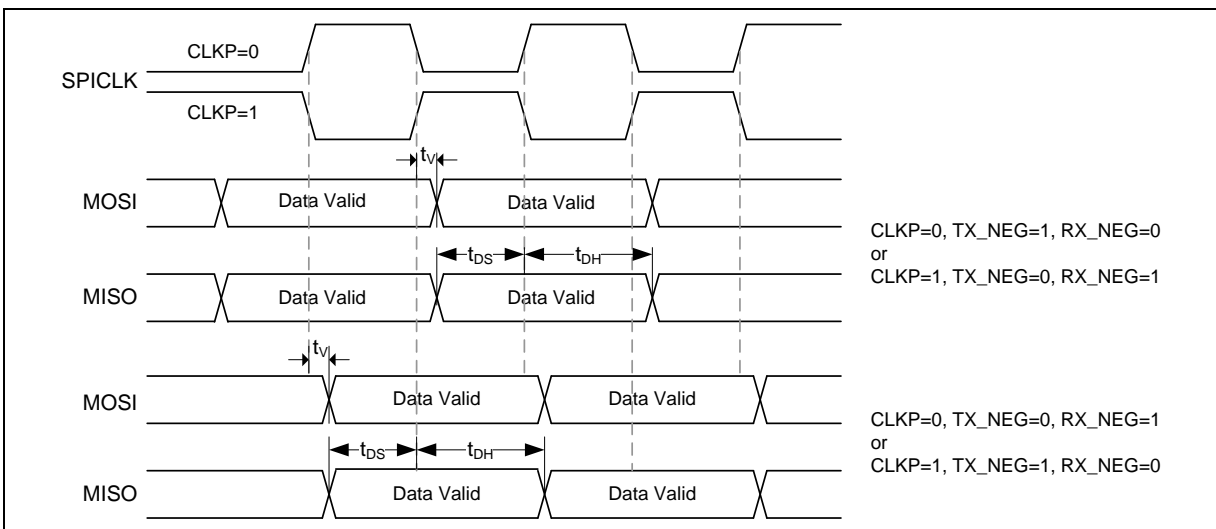 CLKP=0
SPICLK
CLKP=1
tV
MOSI Data Valid Data Valid
CLKP=0, TX_NEG=1, RX_NEG=0
or
CLKP=1, TX_NEG=0, RX_NEG=1
tDS tDH
MISO Data Valid Data Valid
tV
MOSI Data Valid Data Valid
CLKP=0, TX_NEG=0, RX_NEG=1
or
CLKP=1, TX_NEG=1, RX_NEG=0
tDS tDH
MISO Data Valid Data Valid